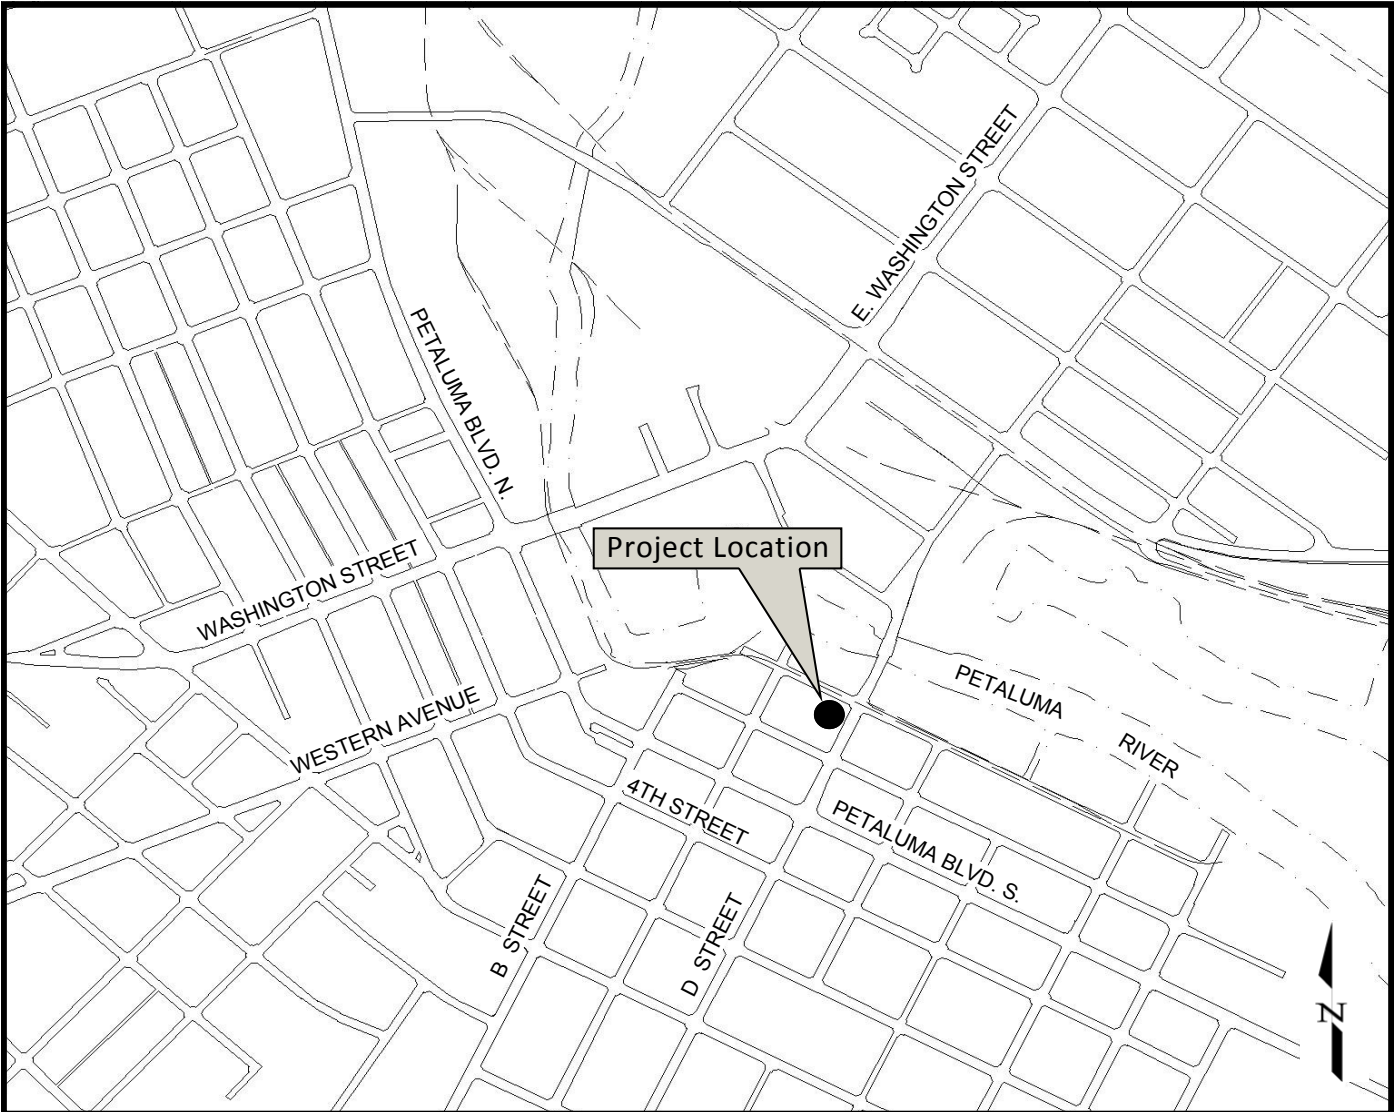 E. WASHINGTON STREET
PETALUMA BLVD. N.
Project Location
WASHINGTON STREET
WESTERN AVENUE
PETALUMA
RIVER
4TH STREET
PETALUMA BLVD. S.
B STREET
D STREET
N